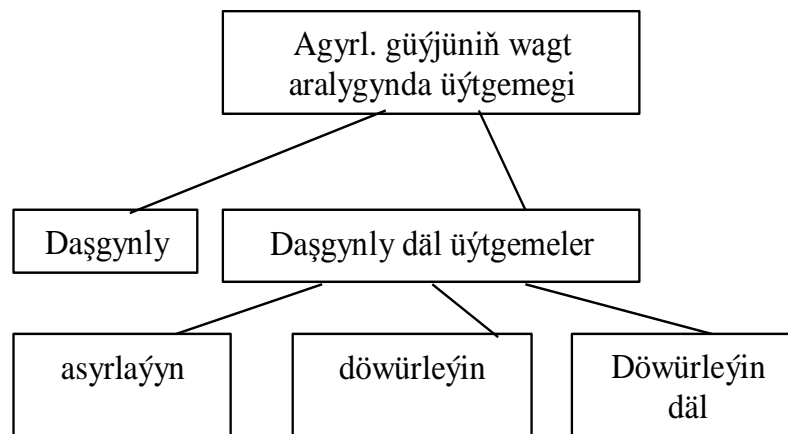 Agyrl. güýjüniň wagt
aralygynda üýtgemegi
Daşgynly
Daşgynly däl üýtgemeler
asyrlaýyn
döwürleýin
Döwürleýin
däl